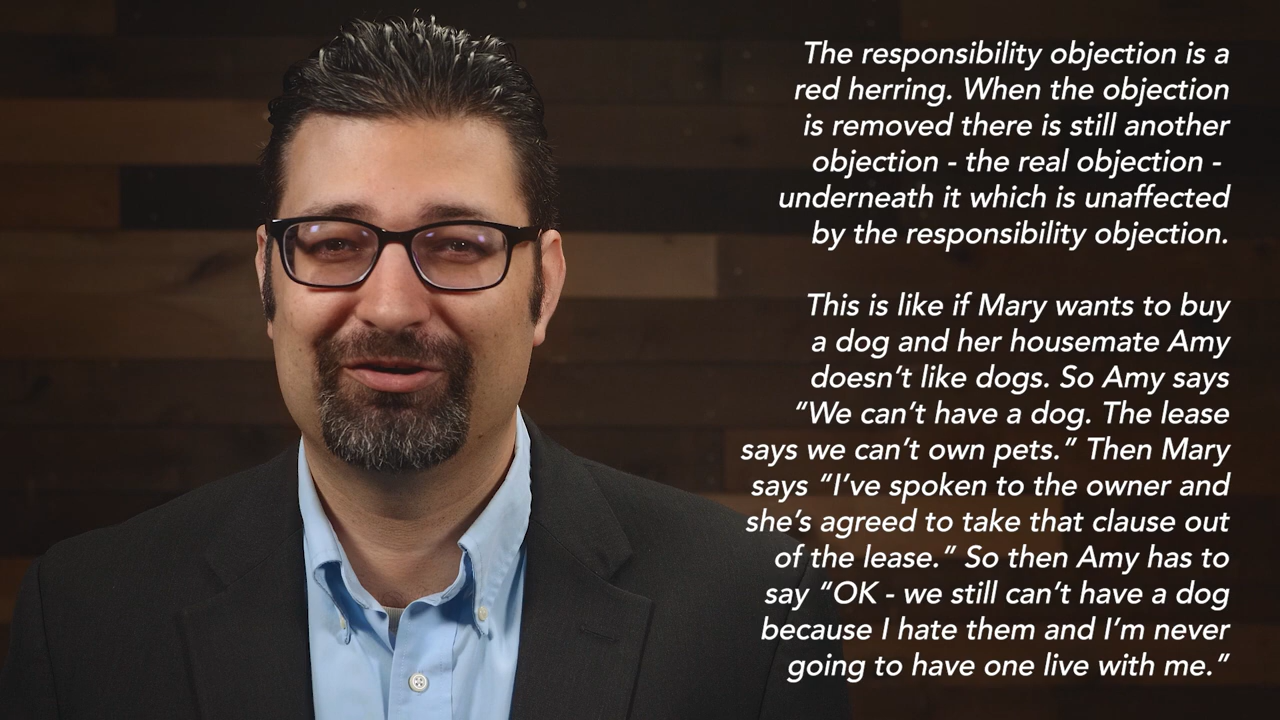 The responsibility objection is a
red herring. When the objection
is removed there is still another
objection - the real objection -
underneath it which is unaffected
by the responsibility objection.
This is like if Mary wants to buy
a dog and her housemate Amy
doesn’t like dogs. So Amy says
“We can’t have a dog. The lease
says we can’t own pets.” Then Mary
says “I’ve spoken to the owner and
she’s agreed to take that clause out
of the lease.” So then Amy has to
say “OK - we still can’t have a dog
because I hate them and I’m never
going to have one live with me.”